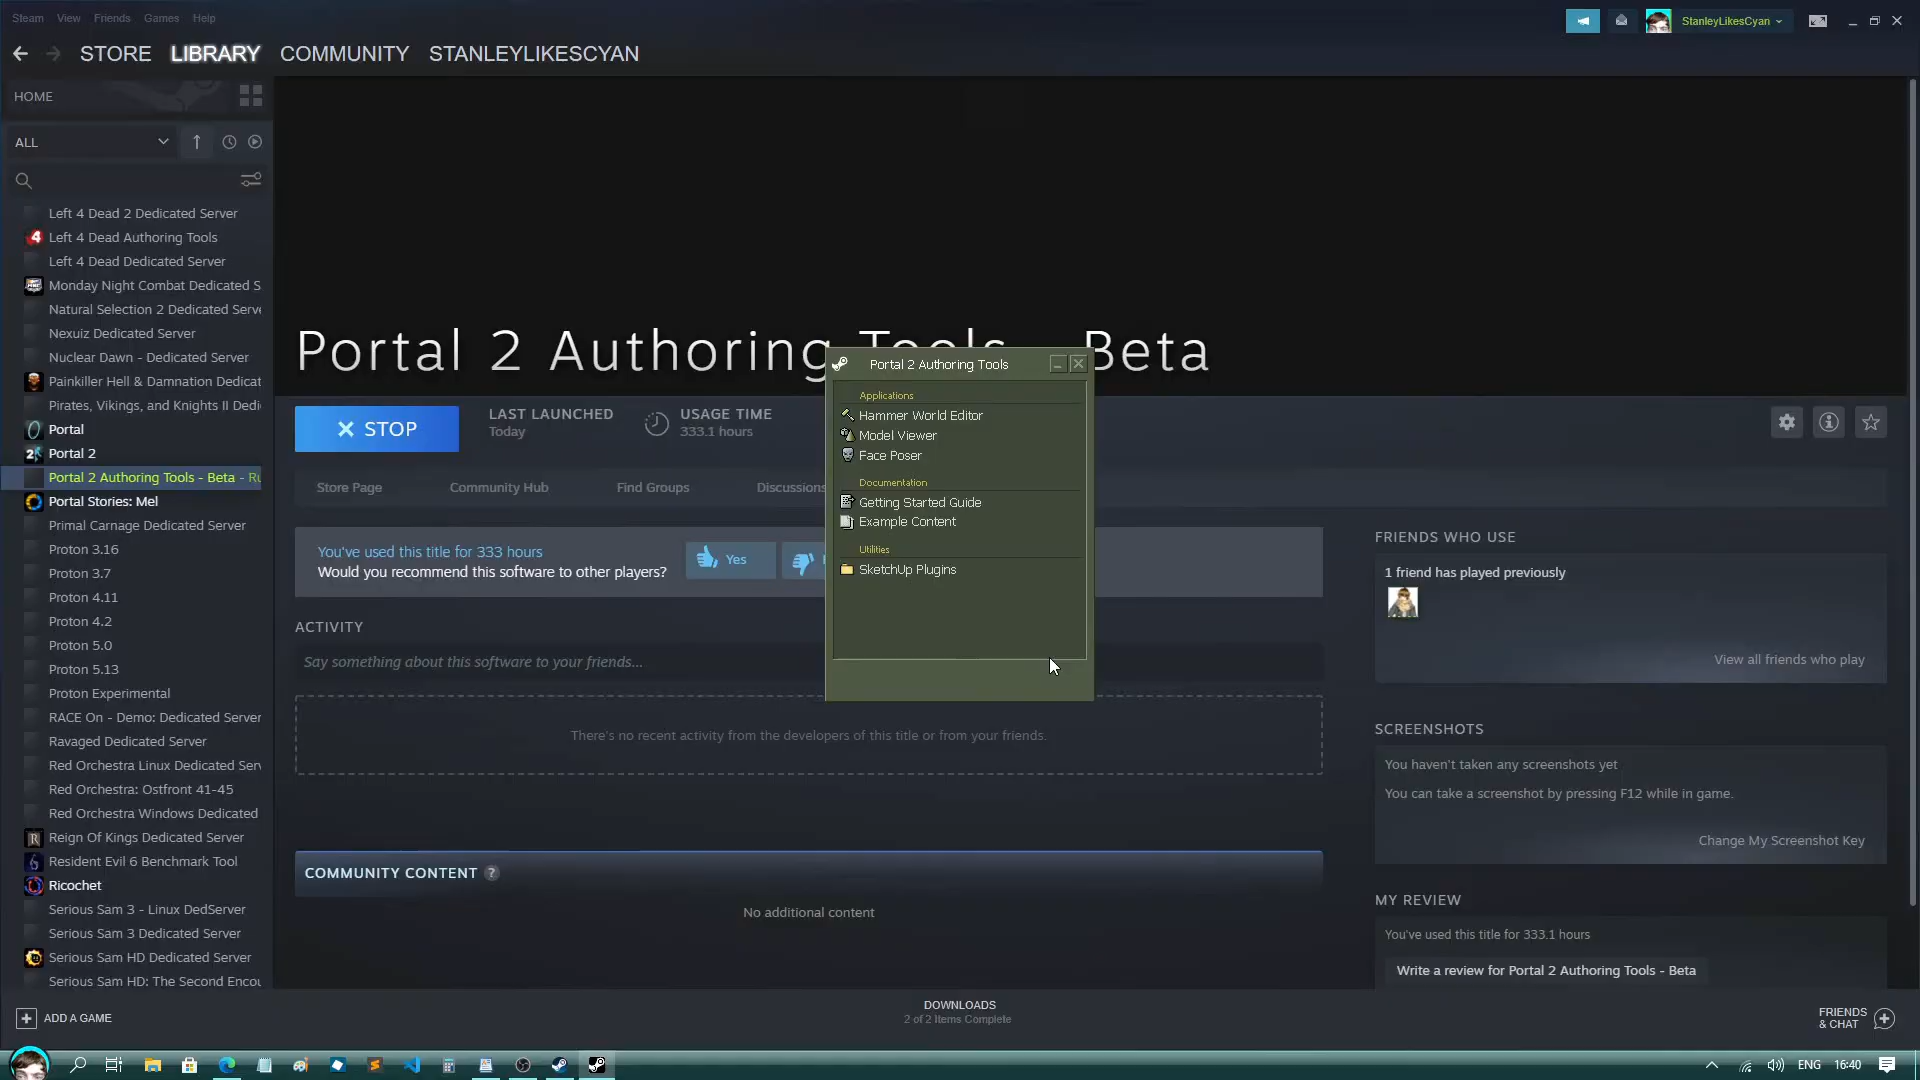 Steam View Friends Games Help
StanleyLikesCyan
STORE LIBRARY COMMUNITY STANLEYLIKESCYAN
HOME
ALL
Left 4 Dead 2 Dedicated Server
Left 4 Dead Authoring Tools
Left 4 Dead Dedicated Server
Monday Night Combat Dedicated S
Natural Selection 2 Dedicated Serve
Nexuiz Dedicated Server
Nuclear Dawn - Dedicated Server
Painkiller Hell & Damnation Dedicat
Pirates, Vikings, and Knights II Dedi
Portal
Portal 2
Portal 2 Authoring Tools - Beta - Ru
Portal Stories: Mel
Primal Carnage Dedicated Server
Proton 3.16
Proton 3.7
Proton 4.11
Proton 4.2
Proton 5.0
Proton 5.13
Proton Experimental
RACE On - Demo: Dedicated Server
Ravaged Dedicated Server
Red Orchestra Linux Dedicated Serv
Red Orchestra: Ostfront 41-45
Red Orchestra Windows Dedicated
Reign Of Kings Dedicated Server
Resident Evil 6 Benchmark Tool
Ricochet
Serious Sam 3 - Linux DedServer
Serious Sam 3 Dedicated Server
Serious Sam HD Dedicated Server
Serious Sam HD: The Second Encou
Portal 2 Authoring Tools - Beta
STOP
LAST LAUNCHED
Today
USAGE TIME
333.1 hours
Store Page Community Hub Find Groups Discussions
You've used this title for 333 hours
Would you recommend this software to other players?
Yes
ACTIVITY
Say something about this software to your friends...
There's no recent activity from the developers of this title or from your friends.
COMMUNITY CONTENT ?
No additional content
Portal 2 Authoring Tools
Applications
Hammer World Editor
Model Viewer
Face Poser
Documentation
Getting Started Guide
Example Content
Utilities
SketchUp Plugins
FRIENDS WHO USE
1 friend has played previously
View all friends who play
SCREENSHOTS
You haven't taken any screenshots yet
You can take a screenshot by pressing F12 while in game.
Change My Screenshot Key
MY REVIEW
You've used this title for 333.1 hours
Write a review for Portal 2 Authoring Tools - Beta
ADD A GAME
DOWNLOADS
2 of 2 Items Complete
FRIENDS
& CHAT
ENG 16:40